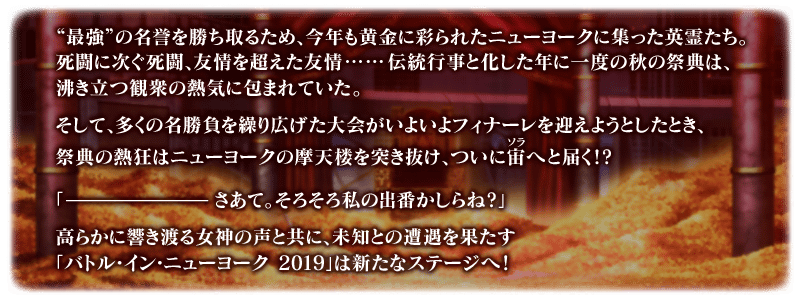 “最強”の名誉を勝ち取るため、今年も黄金に彩られたニューヨークに集った英霊たち。
死闘に次ぐ死闘、友情を超えた友情……伝統行事と化した年に一度の秋の祭典は、
沸き立つ観衆の熱気に包まれていた。
そして、多くの名勝負を繰り広げた大会がいよいよフィナーレを迎えようとしたとき、
ソラ
祭典の熱狂はニューヨークの摩天楼を突き抜け、ついに宙へと届く!?
「―――――――さあて。そろそろ私の出番かしらね?」
高らかに響き渡る女神の声と共に、未知との遭遇を果たす
「バトル・イン・ニューヨーク 2019」は新たなステージへ!